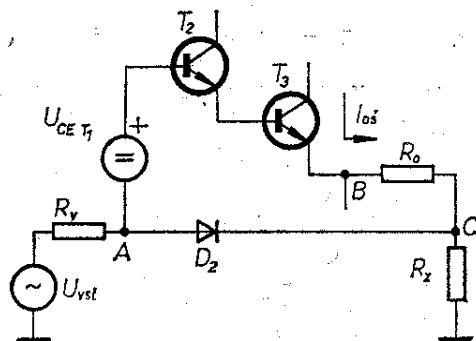 T2
T3
UCE T1
+
=
Ioš
Ro
B
Rv
A
D2
C
Uvst
~
Rz